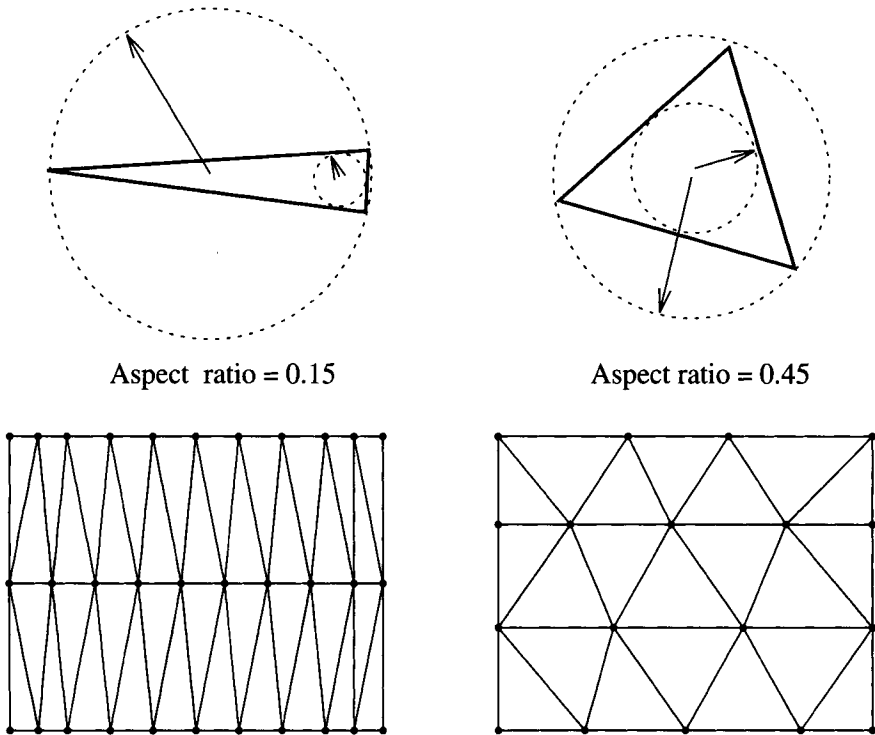 Aspect ratio = 0.15
Aspect ratio = 0.45